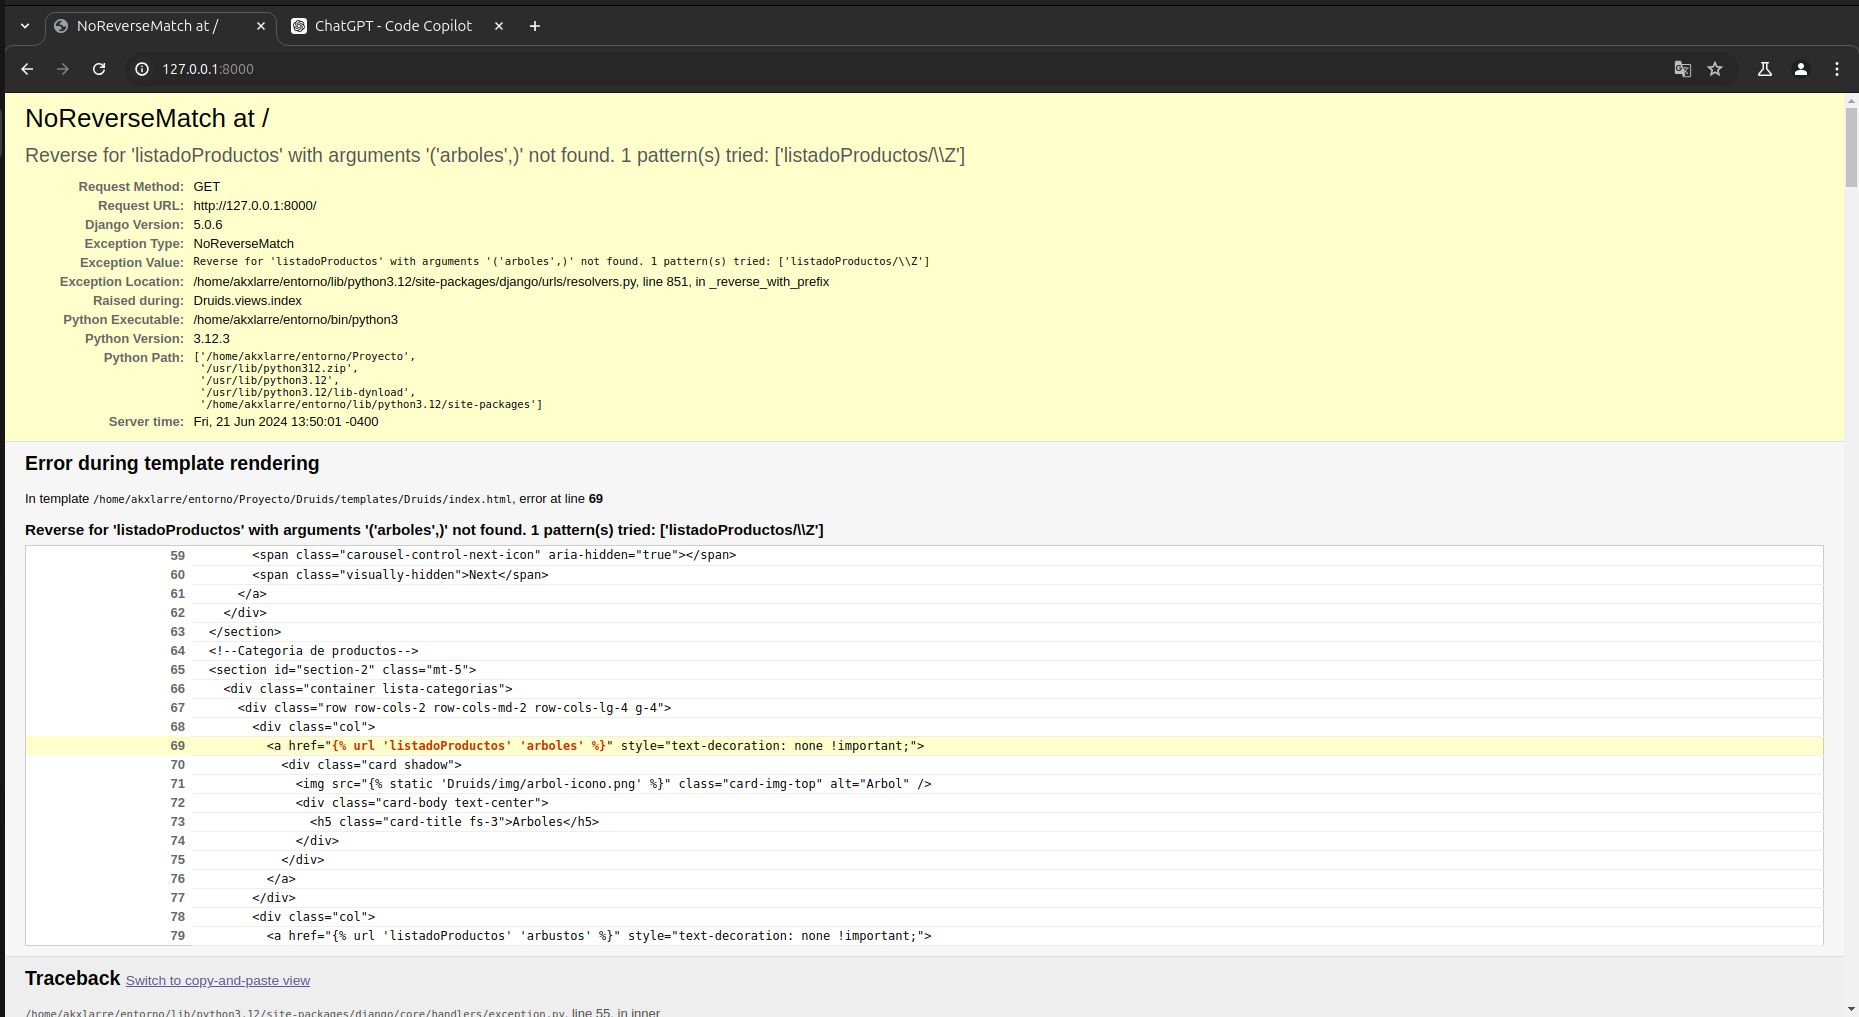 NoReverseMatch at /
ChatGPT - Code Copilot
127.0.0.1:8000
NoReverseMatch at /
Reverse for 'listadoProductos' with arguments '('arboles',)' not found. 1 pattern(s) tried: ['listadoProductos/\\Z']
Request Method: GET
Request URL: http://127.0.0.1:8000/
Django Version: 5.0.6
Exception Type: NoReverseMatch
Exception Value: Reverse for 'listadoProductos' with arguments '('arboles',)' not found. 1 pattern(s) tried: ['listadoProductos/\\Z']
Exception Location: /home/akxlarre/entorno/lib/python3.12/site-packages/django/urls/resolvers.py, line 851, in _reverse_with_prefix
Raised during: Druids.views.index
Python Executable: /home/akxlarre/entorno/bin/python3
Python Version: 3.12.3
Python Path: ['/home/akxlarre/entorno/Proyecto',
'/usr/lib/python312.zip',
'/usr/lib/python3.12',
'/usr/lib/python3.12/lib-dynload',
'/home/akxlarre/entorno/lib/python3.12/site-packages']
Server time: Fri, 21 Jun 2024 13:50:01 -0400
Error during template rendering
In template /home/akxlarre/entorno/Proyecto/Druids/templates/Druids/index.html, error at line 69
Reverse for 'listadoProductos' with arguments '('arboles',)' not found. 1 pattern(s) tried: ['listadoProductos/\\Z']
59 <span class="carousel-control-next-icon" aria-hidden="true"></span>
60 <span class="visually-hidden">Next</span>
61 </a>
62 </div>
63 </section>
64 <!--Categoria de productos-->
65 <section id="section-2" class="mt-5">
66 <div class="container lista-categorias">
67 <div class="row row-cols-2 row-cols-md-2 row-cols-lg-4 g-4">
68 <div class="col">
69 <a href="{% url 'listadoProductos' 'arboles' %}" style="text-decoration: none !important;">
70 <div class="card shadow">
71 <img src="{% static 'Druids/img/arbol-icono.png' %}" class="card-img-top" alt="Arbol" />
72 <div class="card-body text-center">
73 <h5 class="card-title fs-3">Arboles</h5>
74 </div>
75 </div>
76 </a>
77 </div>
78 <div class="col">
79 <a href="{% url 'listadoProductos' 'arbustos' %}" style="text-decoration: none !important;">
Traceback Switch to copy-and-paste view
/home/akxlarre/entorno/lib/python3.12/site-packages/django/core/handlers/exception.py, line 55, in inner